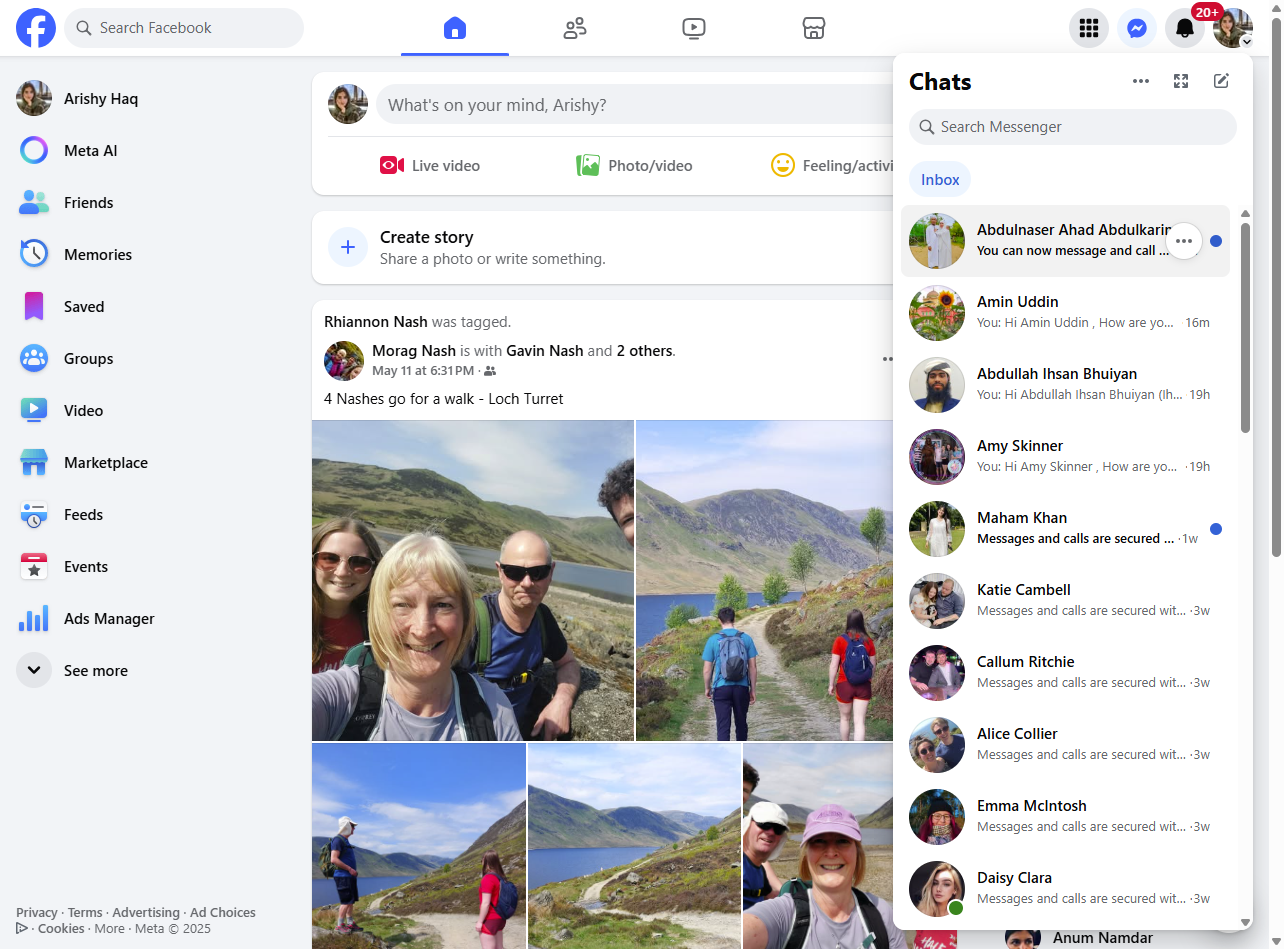 Search Facebook
20+
Arishy Haq
Meta AI
Friends
Memories
Saved
Groups
Video
Marketplace
Feeds
Events
Ads Manager
See more
Privacy · Terms · Advertising · Ad Choices
· Cookies · More · Meta © 2025
What's on your mind, Arishy?
Live video
Photo/video
Feeling/activi
Create story
Share a photo or write something.
Rhiannon Nash was tagged.
Morag Nash is with Gavin Nash and 2 others.
May 11 at 6:31 PM ·
4 Nashes go for a walk - Loch Turret
Chats
Search Messenger
Inbox
Abdulnaser Ahad Abdulkarim
You can now message and call ...
Amin Uddin
You: Hi Amin Uddin , How are yo... · 16m
Abdullah Ihsan Bhuiyan
You: Hi Abdullah Ihsan Bhuiyan (Ih... · 19h
Amy Skinner
You: Hi Amy Skinner , How are yo... · 19h
Maham Khan
Messages and calls are secured ... · 1w
Katie Cambell
Messages and calls are secured wit... · 3w
Callum Ritchie
Messages and calls are secured wit... · 3w
Alice Collier
Messages and calls are secured wit... · 3w
Emma McIntosh
Messages and calls are secured wit... · 3w
Daisy Clara
Messages and calls are secured wit... · 3w
Anum Namdar